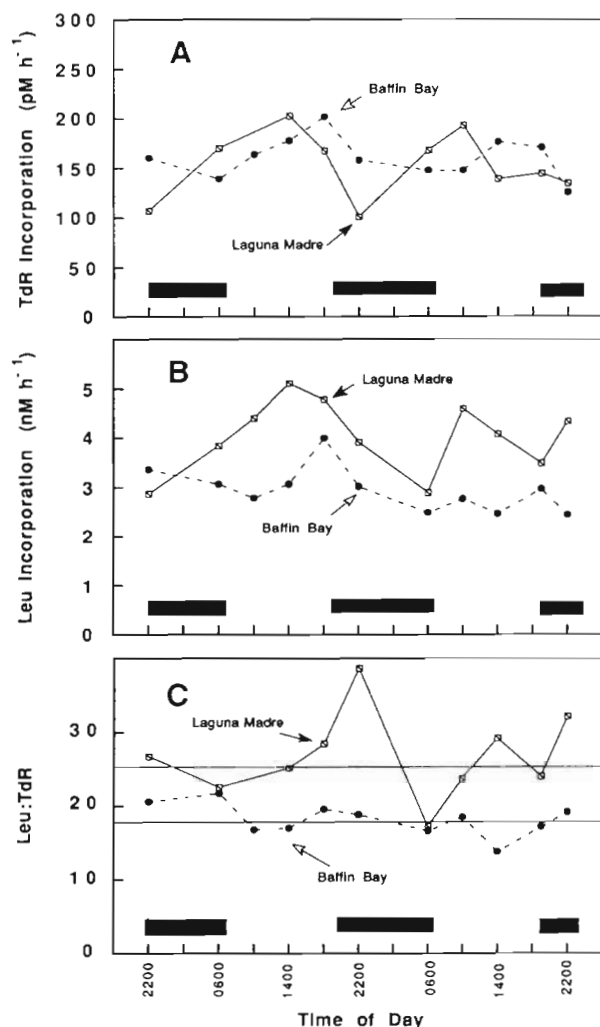 A
TdR Incorporation (pM h⁻¹)
300
250
200
150
100
50
0
Baffin Bay
Laguna Madre
B
Leu Incorporation (nM h⁻¹)
5
4
3
2
1
0
Laguna Madre
Baffin Bay
C
Leu:TdR
30
20
10
0
Laguna Madre
Baffin Bay
2200
0600
1400
2200
0600
1400
2200
Time of Day